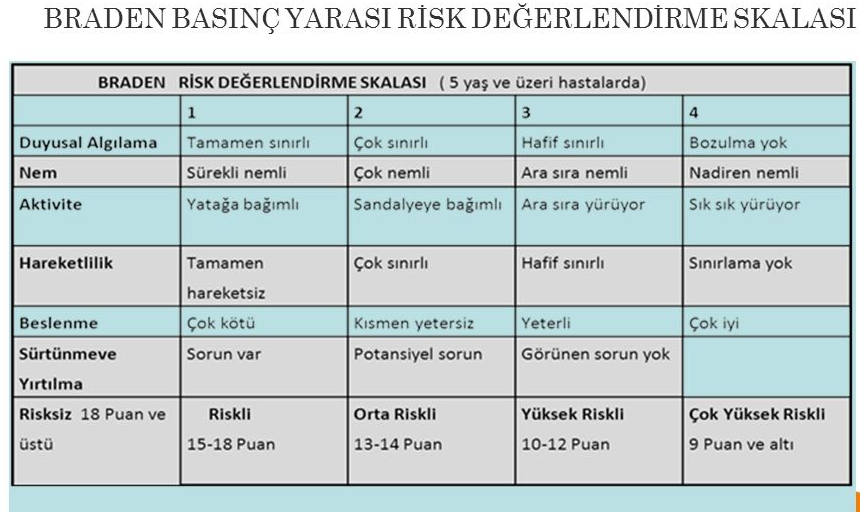 BRADEN BASINÇ YARASI RİSK DEĞERLENDİRME SKALASI
BRADEN RİSK DEĞERLENDİRME SKALASI ( 5 yaş ve üzeri hastalarda)
1 2 3 4
Duyusal Algılama Tamamen sınırlı Çok sınırlı Hafif sınırlı Bozulma yok
Nem Sürekli nemli Çok nemli Ara sıra nemli Nadiren nemli
Aktivite Yatağa bağımlı Sandalyeye bağımlı Ara sıra yürüyor Sık sık yürüyor
Hareketlilik Tamamen Çok sınırlı Hafif sınırlı Sınırlama yok
hareketsiz
Beslenme Çok kötü Kısmen yetersiz Yeterli Çok iyi
Sürtünmeve Sorun var Potansiyel sorun Görünen sorun yok
Yırtılma
Risksiz 18 Puan ve Riskli Orta Riskli Yüksek Riskli Çok Yüksek Riskli
üstü 15-18 Puan 13-14 Puan 10-12 Puan 9 Puan ve altı